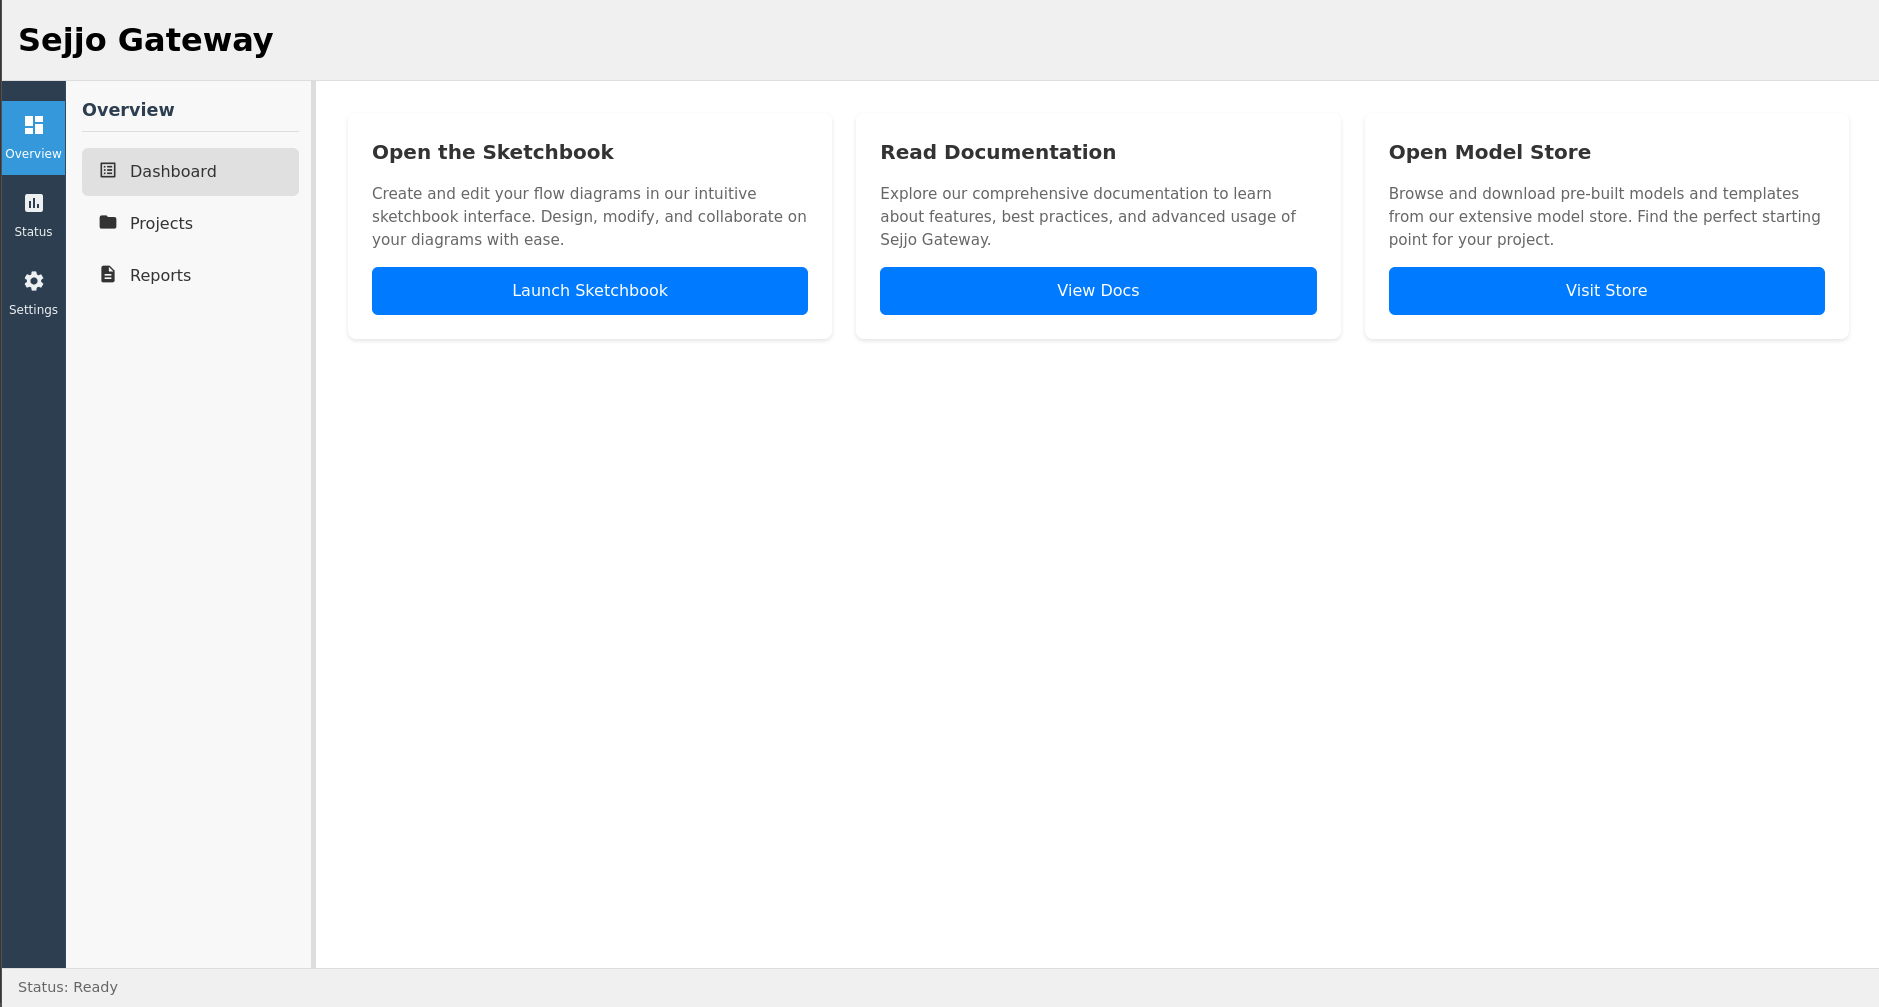 Sejjo Gateway
Overview
Status
Settings
Overview
Dashboard
Projects
Reports
Open the Sketchbook
Create and edit your flow diagrams in our intuitive
sketchbook interface. Design, modify, and collaborate on
your diagrams with ease.
Launch Sketchbook
Read Documentation
Explore our comprehensive documentation to learn
about features, best practices, and advanced usage of
Sejjo Gateway.
View Docs
Open Model Store
Browse and download pre-built models and templates
from our extensive model store. Find the perfect starting
point for your project.
Visit Store
Status: Ready